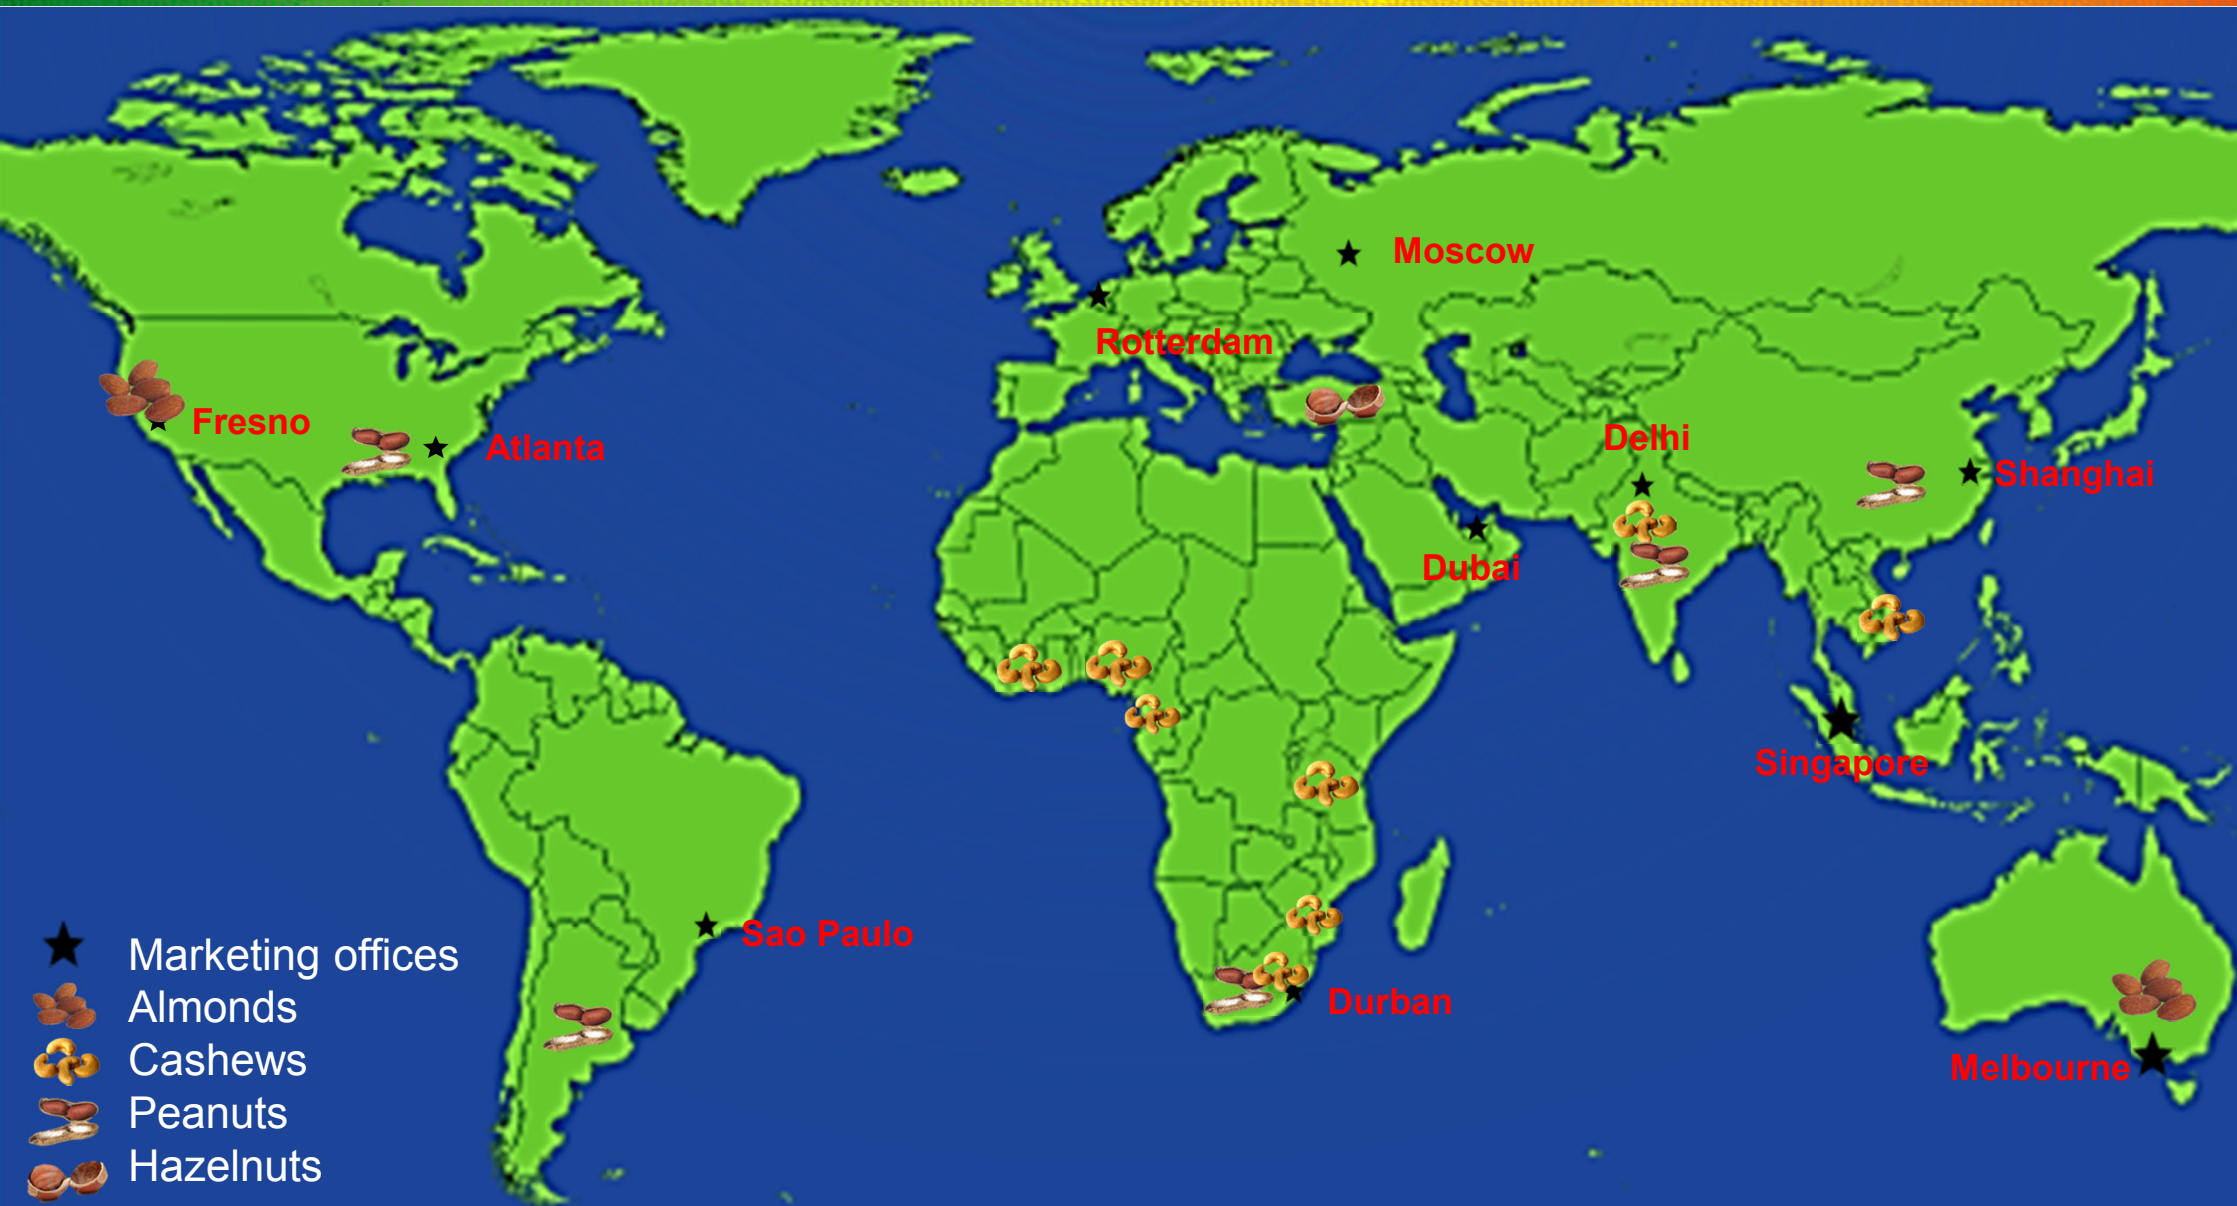 Moscow
Rotterdam
Fresno
Atlanta
Delhi
Shanghai
Dubai
Singapore
Sao Paulo
Durban
Melbourne
Marketing offices
Almonds
Cashews
Peanuts
Hazelnuts